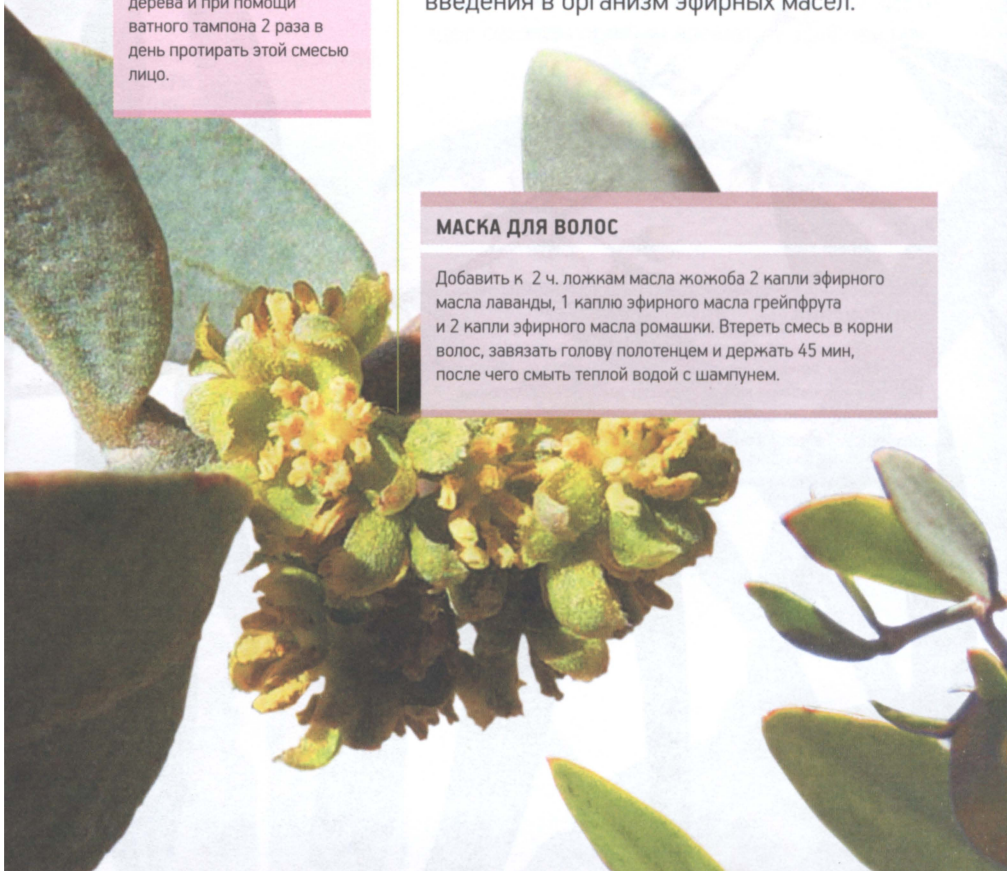 дерева и при помощи
ватного тампона 2 раза в
день протирать этой смесью
лицо.
введения в организм эфирных масел.
МАСКА ДЛЯ ВОЛОС
Добавить к 2 ч. ложкам масла жожоба 2 капли эфирного
масла лаванды, 1 каплю эфирного масла грейпфрута
и 2 капли эфирного масла ромашки. Втереть смесь в корни
волос, завязать голову полотенцем и держать 45 мин,
после чего смыть теплой водой с шампунем.